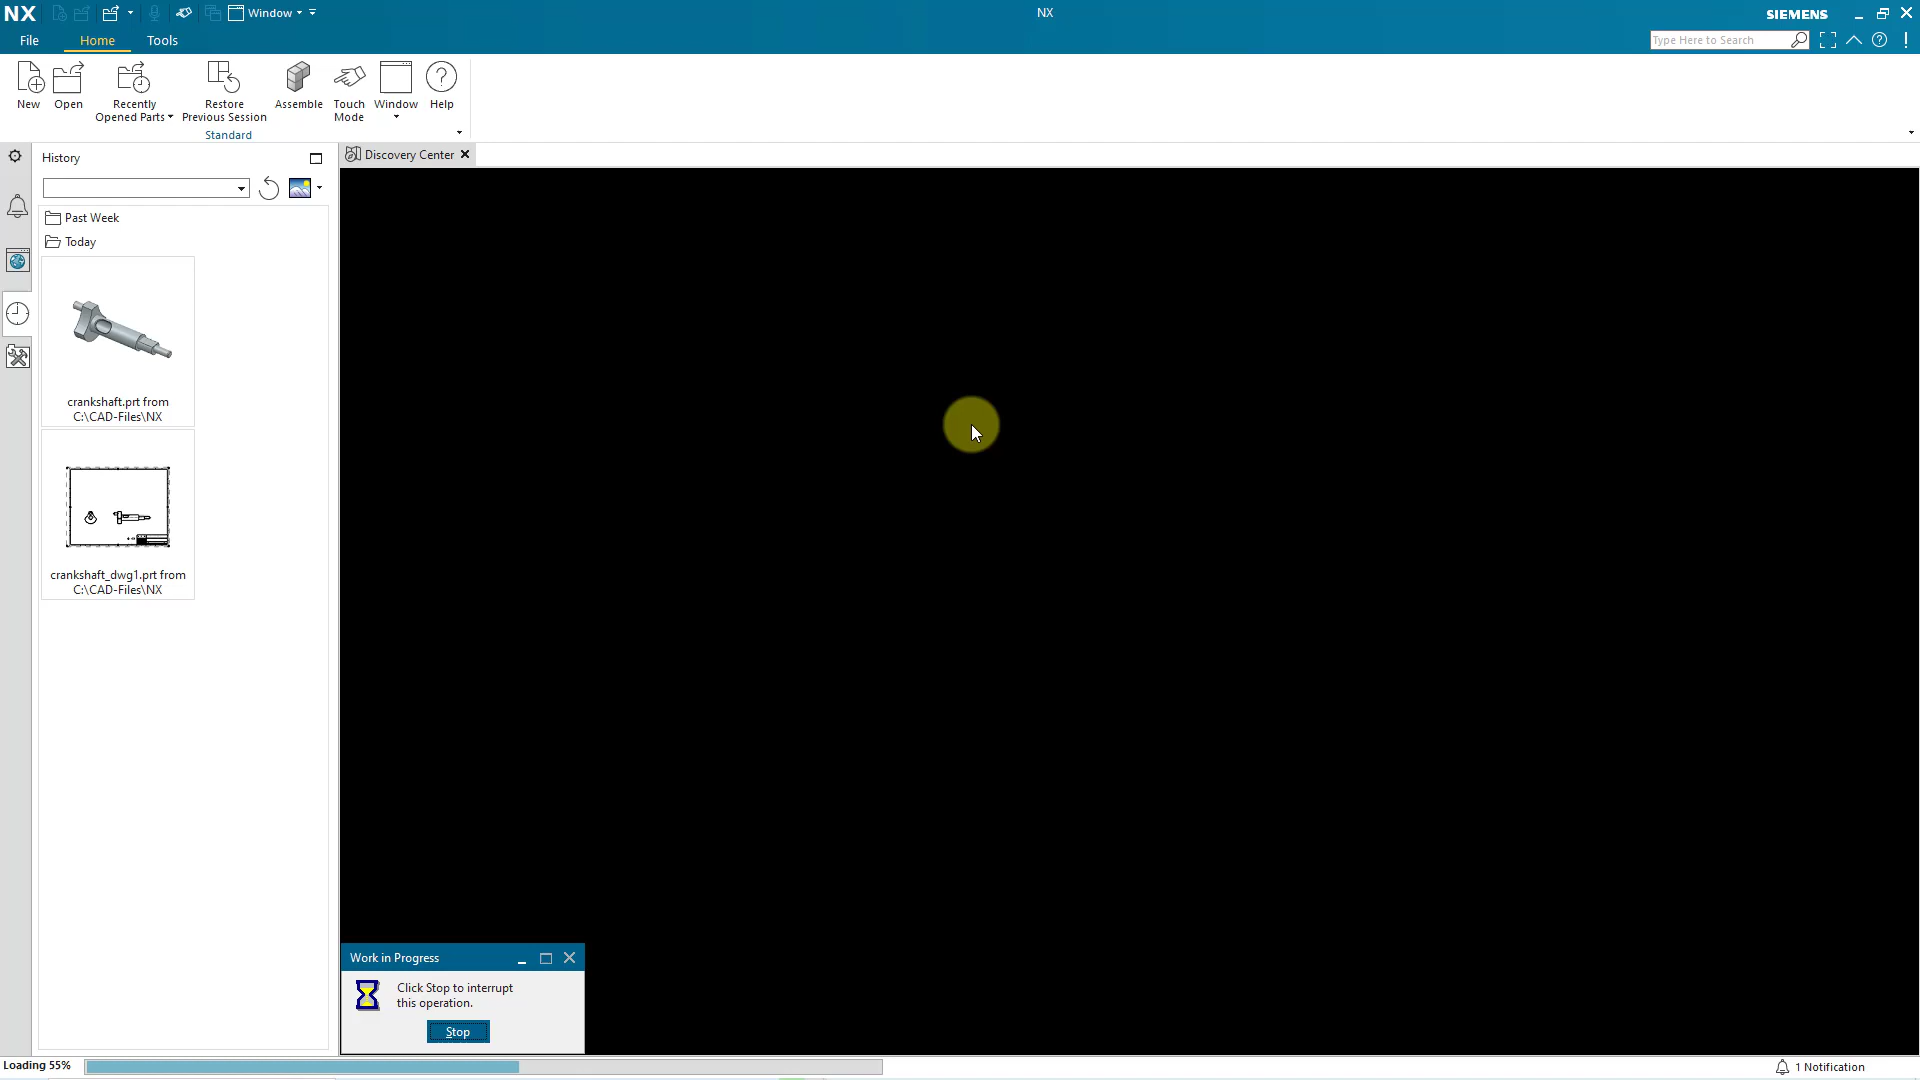 NX
Window
NX
SIEMENS
File
Home
Tools
Type Here to Search
New
Open
Recently
Opened Parts
Restore
Previous Session
Assemble
Touch
Mode
Window
Help
Standard
History
Discovery Center
Past Week
Today
crankshaft.prt from
C:\CAD-Files\NX
crankshaft_dwg1.prt from
C:\CAD-Files\NX
Work in Progress
Click Stop to interrupt
this operation.
Stop
Loading 55%
1 Notification